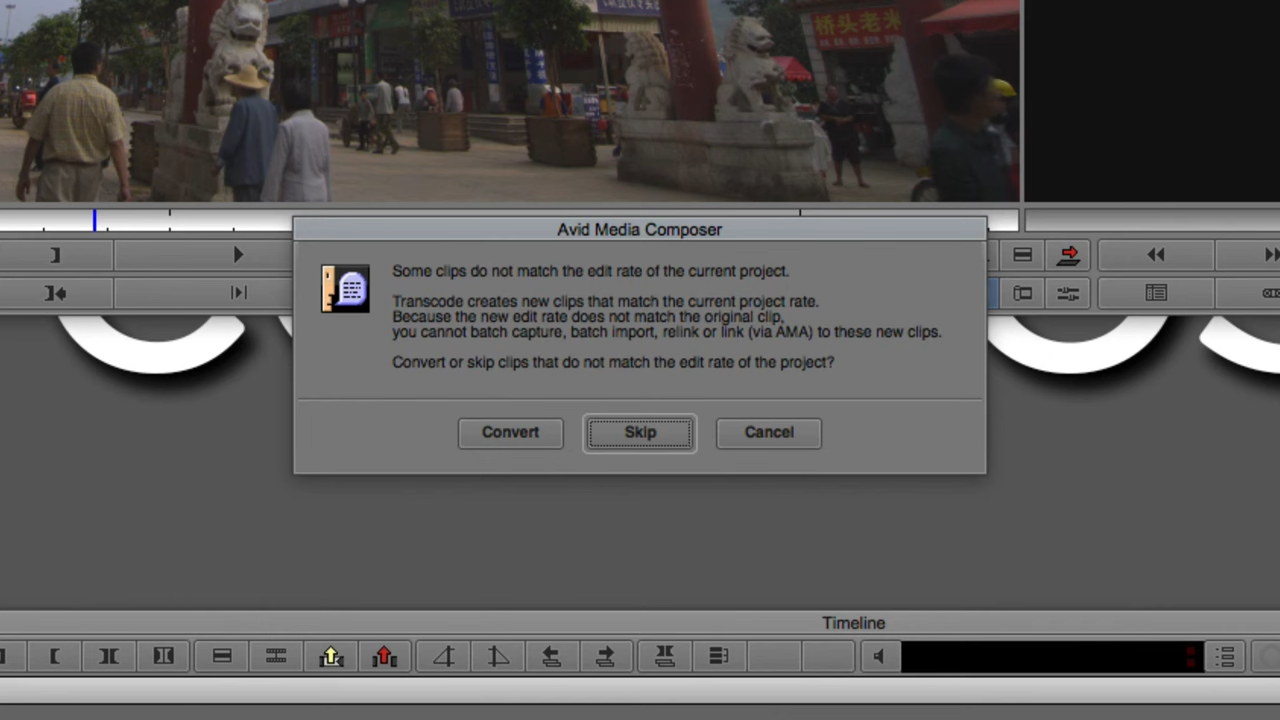 桥头老米
Avid Media Composer
Some clips do not match the edit rate of the current project.
Transcode creates new clips that match the current project rate.
Because the new edit rate does not match the original clip,
you cannot batch capture, batch import, relink or link (via AMA) to these new clips.
Convert or skip clips that do not match the edit rate of the project?
Convert
Skip
Cancel
Timeline